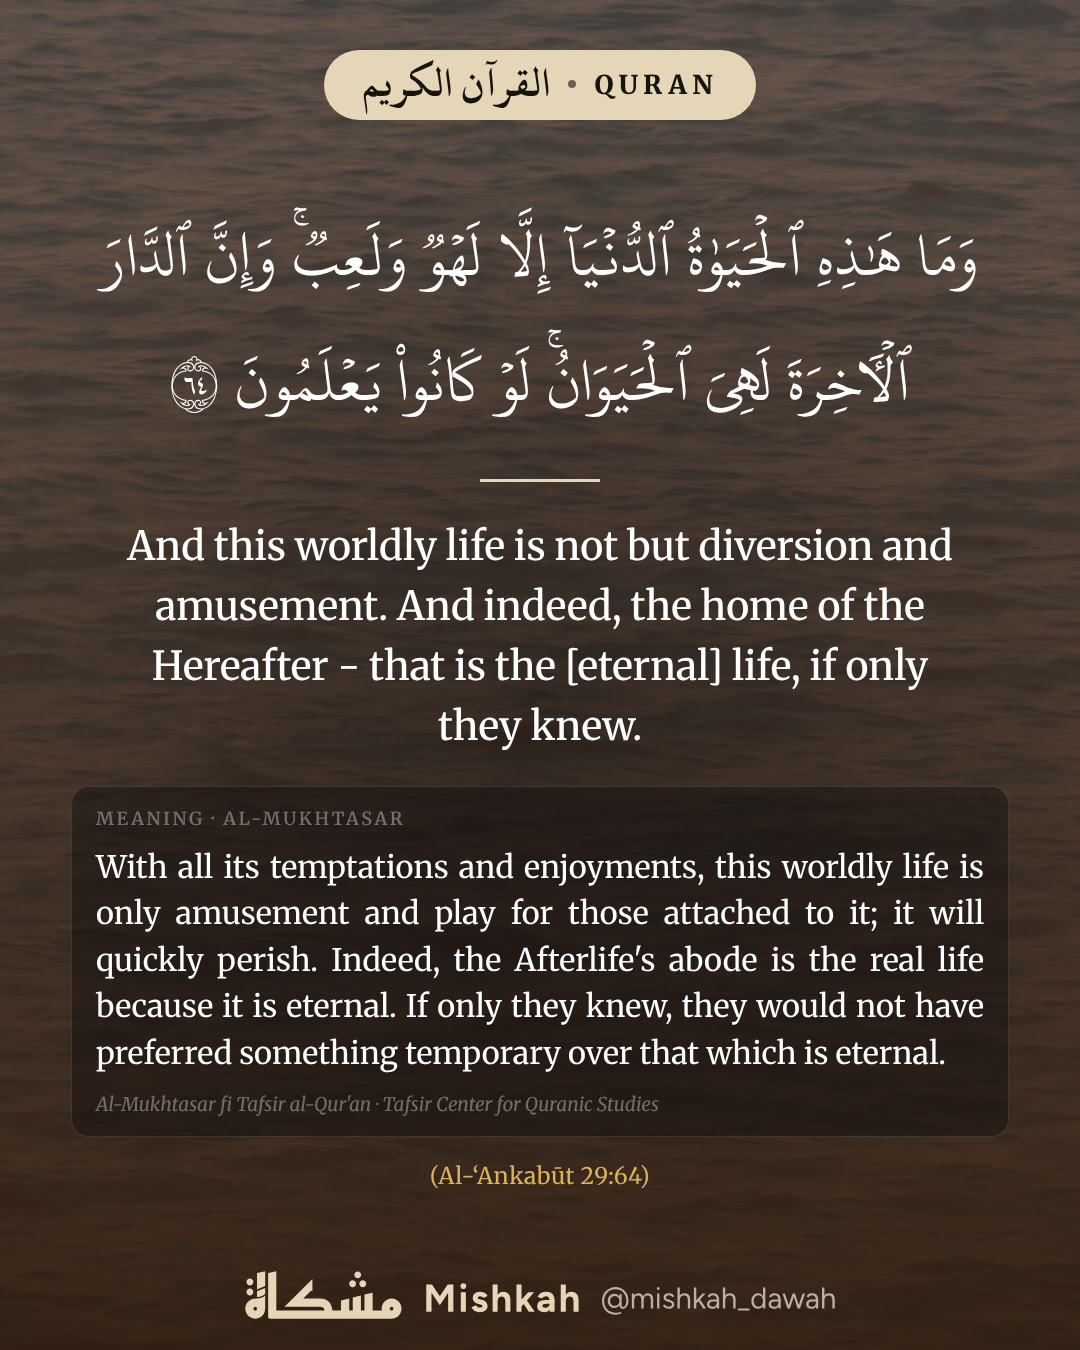 القرآن الكريم • QURAN
وَمَا هَٰذِهِ ٱلْحَيَوٰةُ ٱلدُّنْيَآ إِلَّا لَهْوٌ وَلَعِبٌ ۚ وَإِنَّ ٱلدَّارَ
ٱلْـَٔاخِرَةَ لَهِىَ ٱلْحَيَوَانُ ۚ لَوْ كَانُوا۟ يَعْلَمُونَ ٦٤
And this worldly life is not but diversion and
amusement. And indeed, the home of the
Hereafter - that is the [eternal] life, if only
they knew.
MEANING · AL-MUKHTASAR
With all its temptations and enjoyments, this worldly life is
only amusement and play for those attached to it; it will
quickly perish. Indeed, the Afterlife's abode is the real life
because it is eternal. If only they knew, they would not have
preferred something temporary over that which is eternal.
Al-Mukhtasar fi Tafsir al-Qur'an · Tafsir Center for Quranic Studies
(Al-‘Ankabūt 29:64)
مشكاة Mishkah @mishkah_dawah